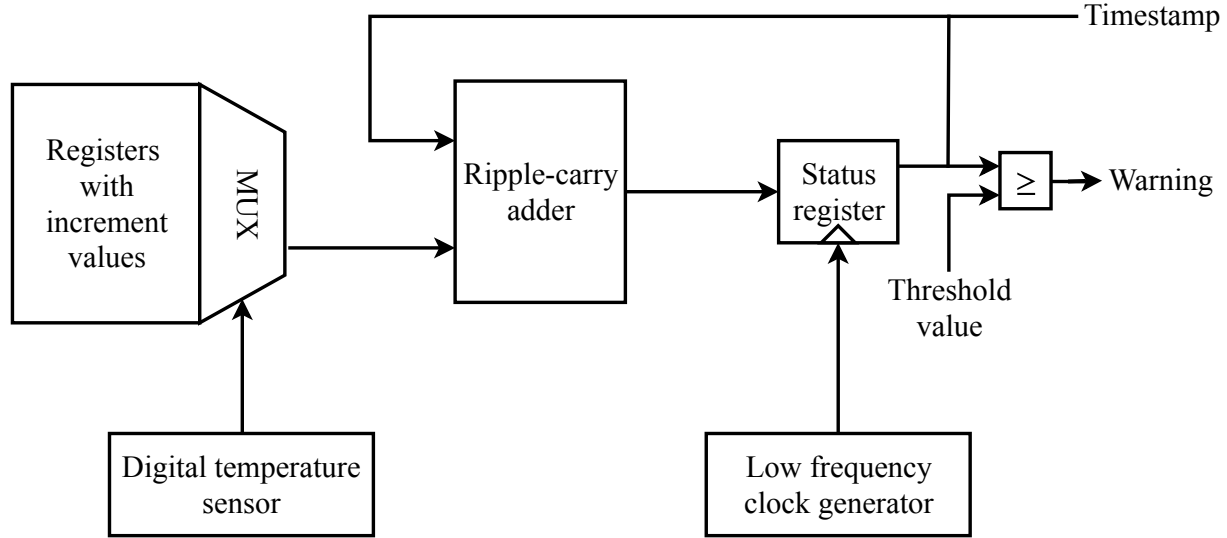 Timestamp
Registers
with
increment
values
MUX
Ripple-carry
adder
Status
register
≥
Warning
Threshold
value
Digital temperature
sensor
Low frequency
clock generator